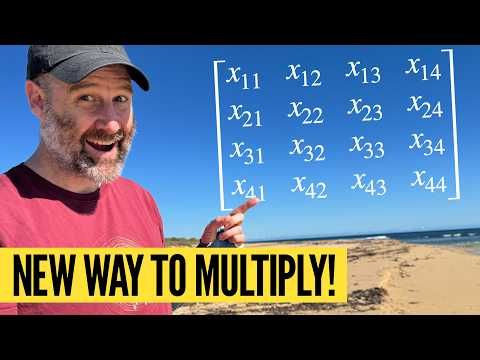 x₁₁ x₁₂ x₁₃ x₁₄
x₂₁ x₂₂ x₂₃ x₂₄
x₃₁ x₃₂ x₃₃ x₃₄
x₄₁ x₄₂ x₄₃ x₄₄
NEW WAY TO MULTIPLY!